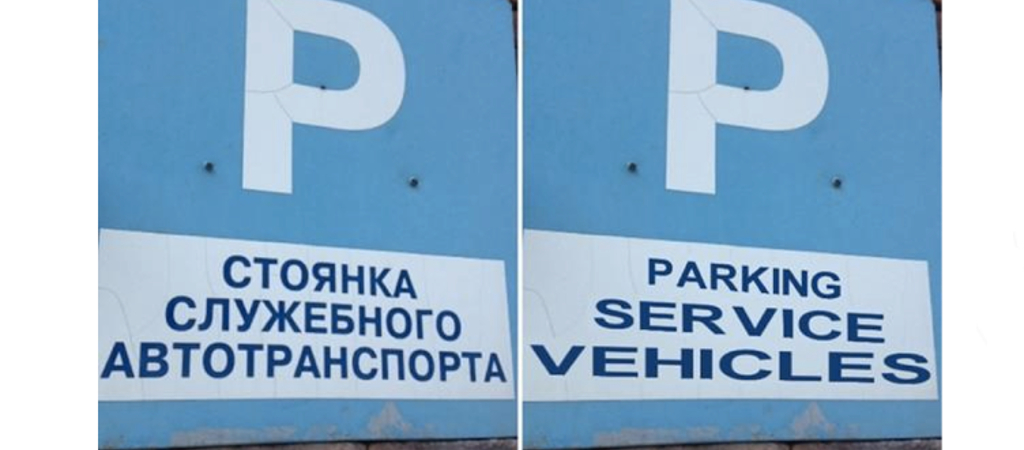 P
СТОЯНКА
СЛУЖЕБНОГО
АВТОТРАНСПОРТА
P
PARKING
SERVICE
VEHICLES